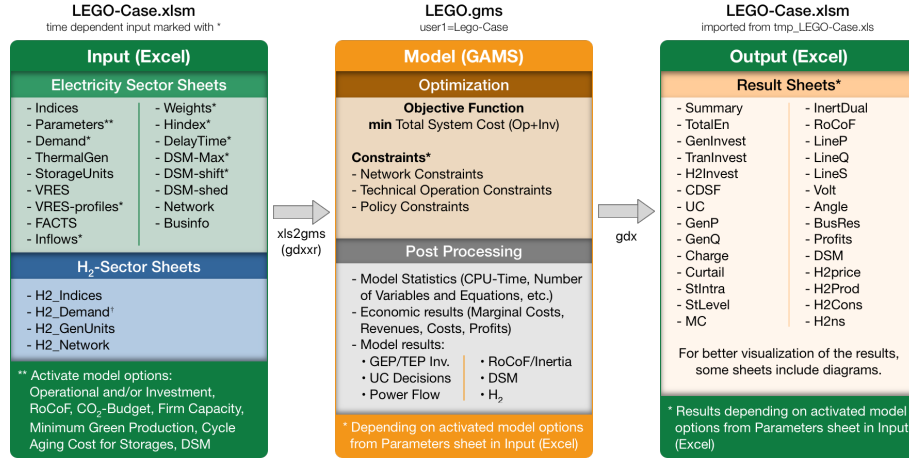 LEGO-Case.xlsm
time dependent input marked with *
Input (Excel)
Electricity Sector Sheets
- Indices
- Parameters**
- Demand*
- ThermalGen
- StorageUnits
- VRES
- VRES-profiles*
- FACTS
- Inflows*
- Weights*
- Hindex*
- DelayTime*
- DSM-Max*
- DSM-shift*
- DSM-shed
- Network
- Businfo
H₂-Sector Sheets
- H2_Indices
- H2_Demand†
- H2_GenUnits
- H2_Network
** Activate model options:
Operational and/or Investment,
RoCoF, CO₂-Budget, Firm Capacity,
Minimum Green Production, Cycle
Aging Cost for Storages, DSM
xls2gms
(gdxxr)
LEGO.gms
user1=Lego-Case
Model (GAMS)
Optimization
Objective Function
min Total System Cost (Op+Inv)
Constraints*
- Network Constraints
- Technical Operation Constraints
- Policy Constraints
Post Processing
- Model Statistics (CPU-Time, Number
of Variables and Equations, etc.)
- Economic results (Marginal Costs,
Revenues, Costs, Profits)
- Model results:
• GEP/TEP Inv.
• UC Decisions
• Power Flow
• RoCoF/Inertia
• DSM
• H₂
* Depending on activated model options
from Parameters sheet in Input (Excel)
gdx
LEGO-Case.xlsm
imported from tmp_LEGO-Case.xls
Output (Excel)
Result Sheets*
- Summary
- TotalEn
- GenInvest
- TranInvest
- H2Invest
- CDSF
- UC
- GenP
- GenQ
- Charge
- Curtail
- StIntra
- StLevel
- MC
- InertDual
- RoCoF
- LineP
- LineQ
- LineS
- Volt
- Angle
- BusRes
- Profits
- DSM
- H2price
- H2Prod
- H2Cons
- H2ns
For better visualization of the results,
some sheets include diagrams.
* Results depending on activated model
options from Parameters sheet in Input
(Excel)